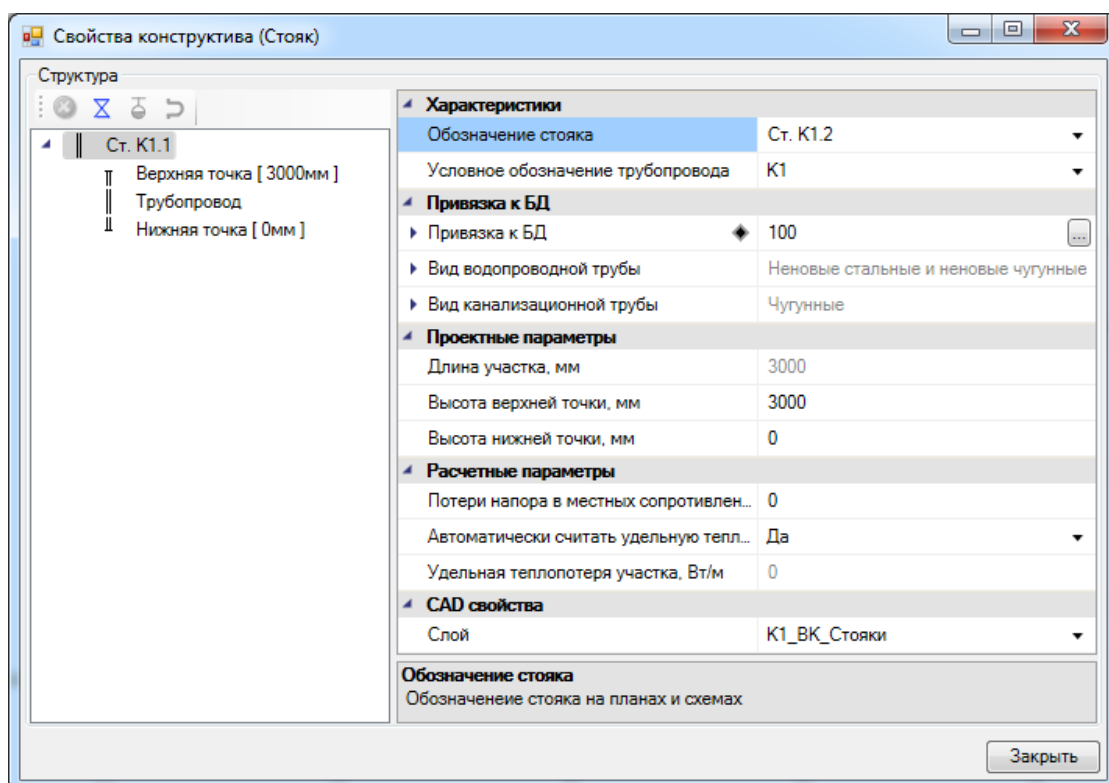 Свойства конструктива (Стояк)
Структура
Ст. К1.1
Верхняя точка [ 3000мм ]
Трубопровод
Нижняя точка [ 0мм ]
Характеристики
Обозначение стояка Ст. К1.2
Условное обозначение трубопровода К1
Привязка к БД
Привязка к БД 100 ...
Вид водопроводной трубы Неновые стальные и неновые чугунные
Вид канализационной трубы Чугунные
Проектные параметры
Длина участка, мм 3000
Высота верхней точки, мм 3000
Высота нижней точки, мм 0
Расчетные параметры
Потери напора в местных сопротивлен... 0
Автоматически считать удельную тепл... Да
Удельная теплопотеря участка, Вт/м 0
CAD свойства
Слой К1_ВК_Стояки
Обозначение стояка
Обозначенеие стояка на планах и схемах
Закрыть